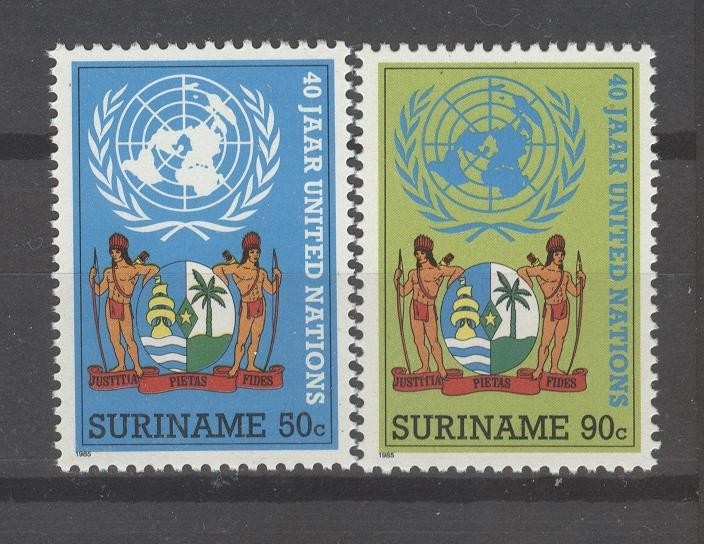 40 JAAR UNITED NATIONS
JUSTITIA PIETAS FIDES
SURINAME 50c
1985
40 JAAR UNITED NATIONS
JUSTITIA PIETAS FIDES
SURINAME 90c
1985